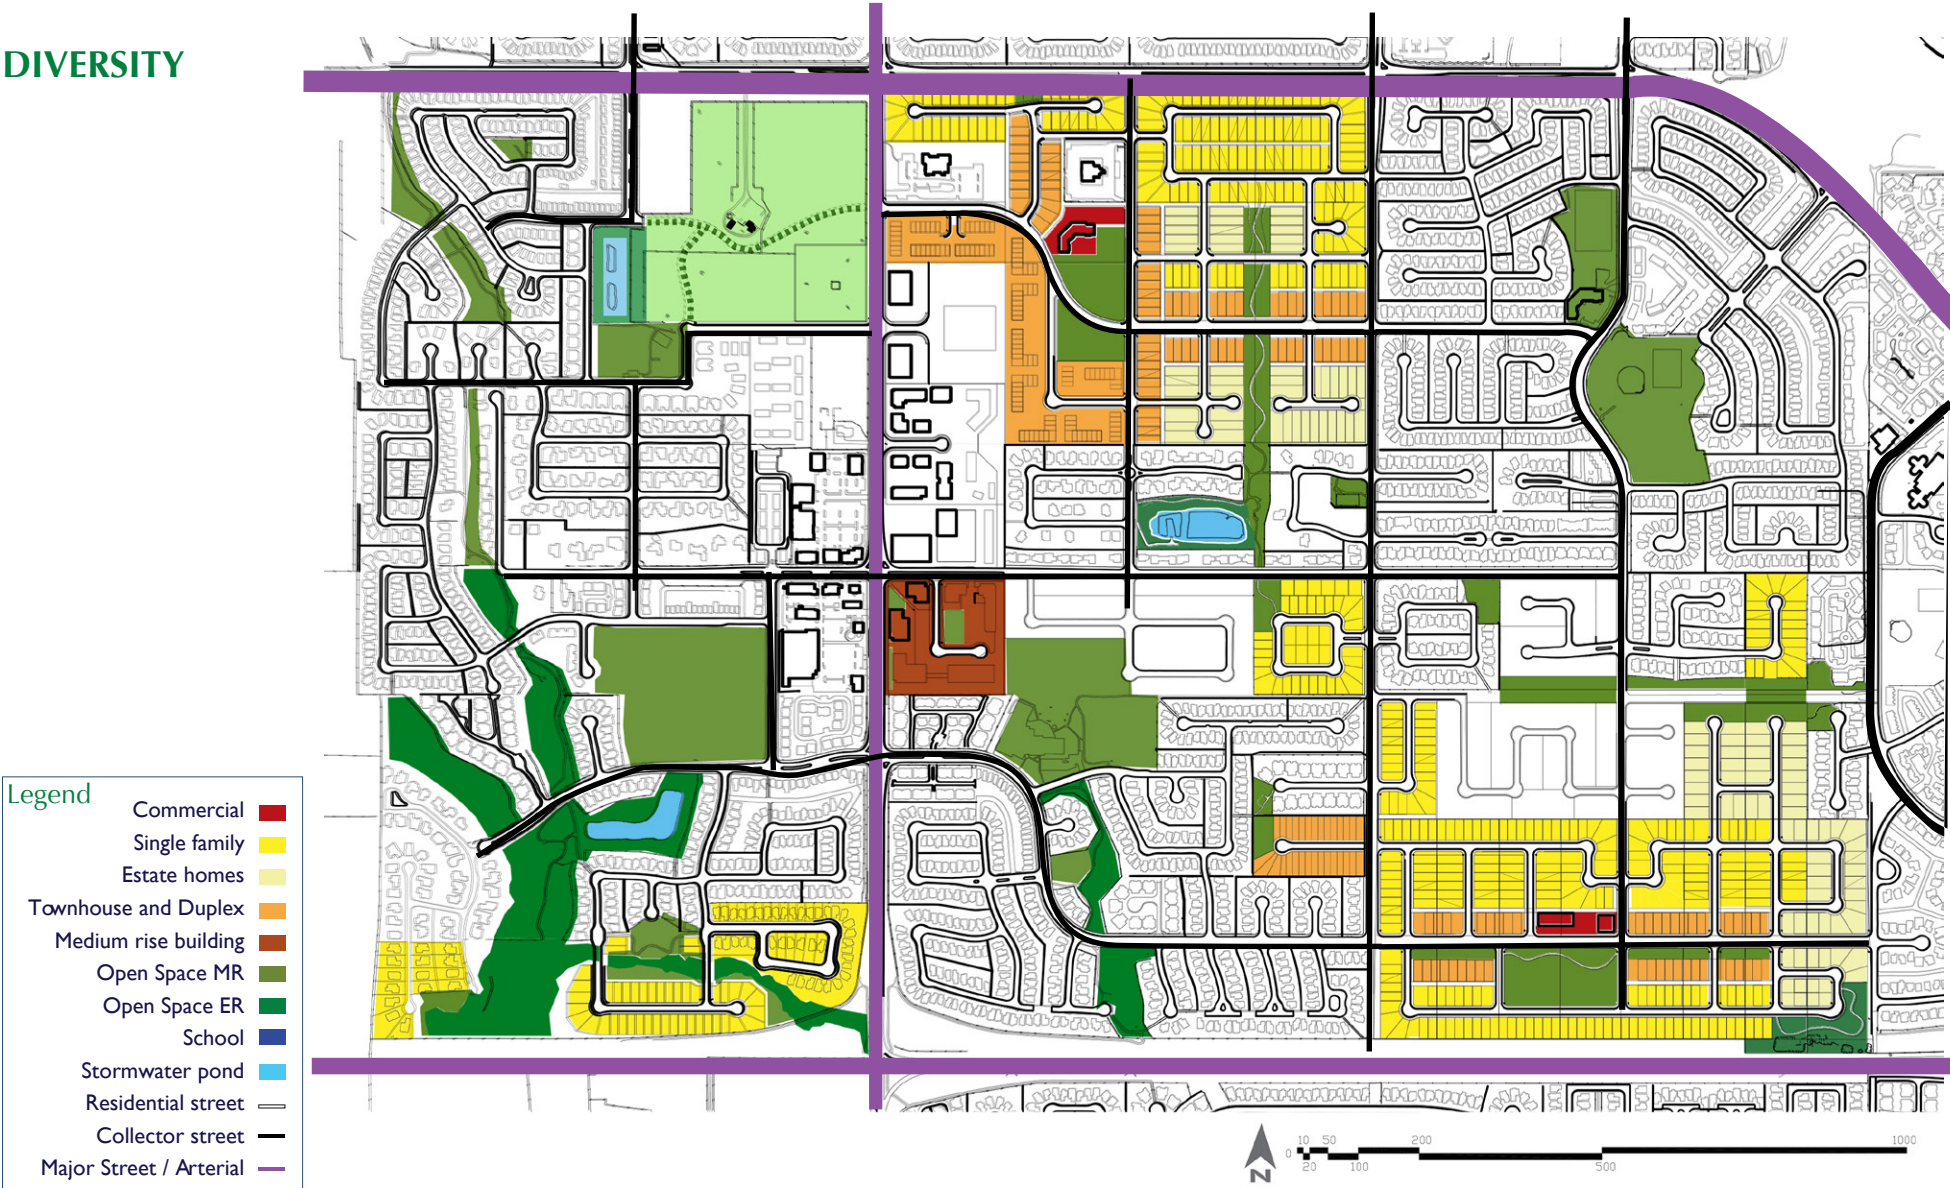 DIVERSITY
Legend
Commercial
Single family
Estate homes
Townhouse and Duplex
Medium rise building
Open Space MR
Open Space ER
School
Stormwater pond
Residential street
Collector street
Major Street / Arterial
10 50 200 1000
0
20 100 500
N